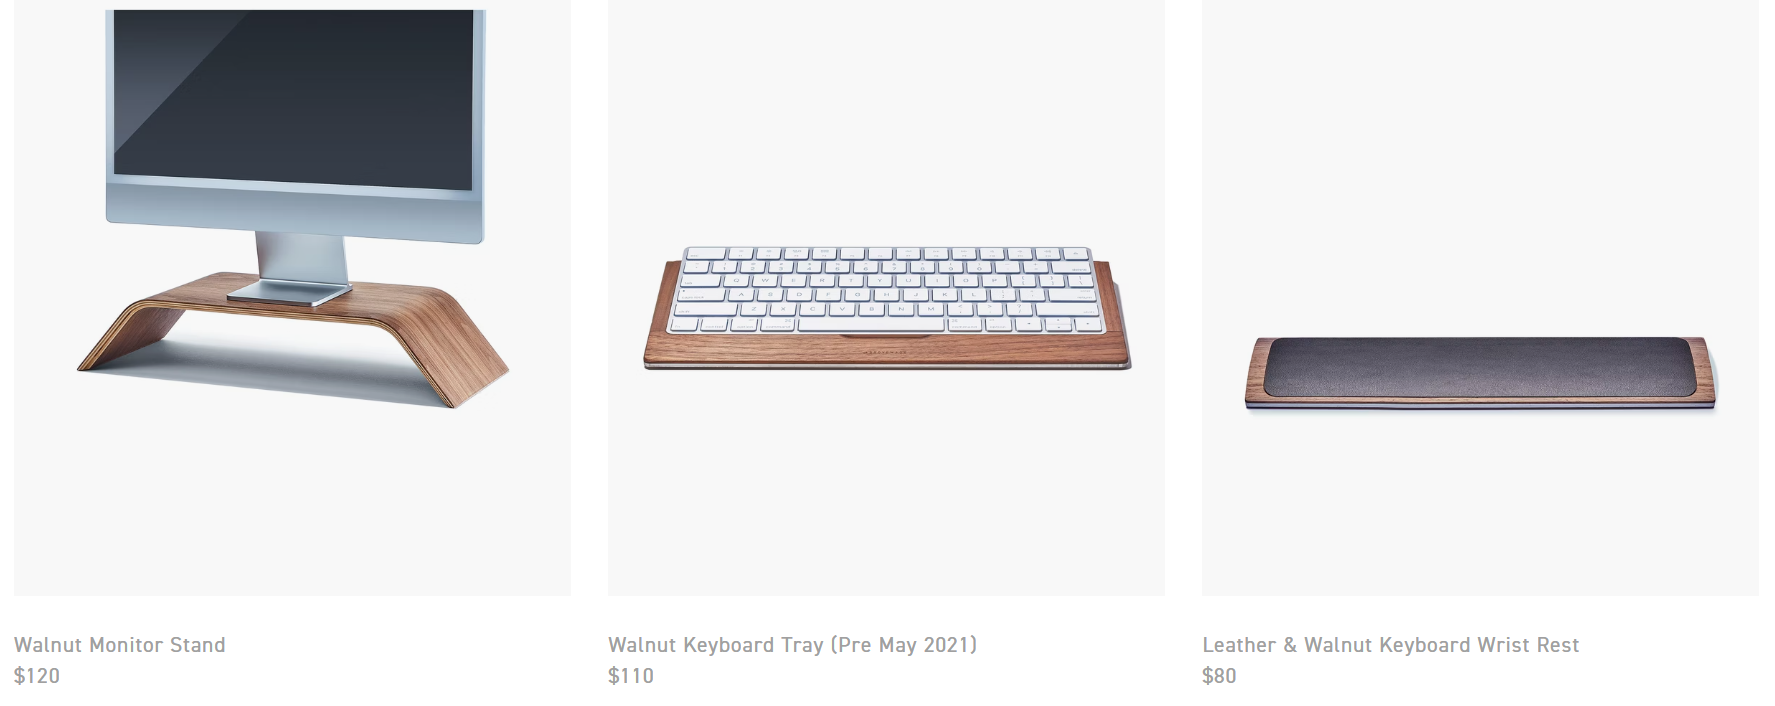 Walnut Monitor Stand
$120
Walnut Keyboard Tray (Pre May 2021)
$110
Leather & Walnut Keyboard Wrist Rest
$80